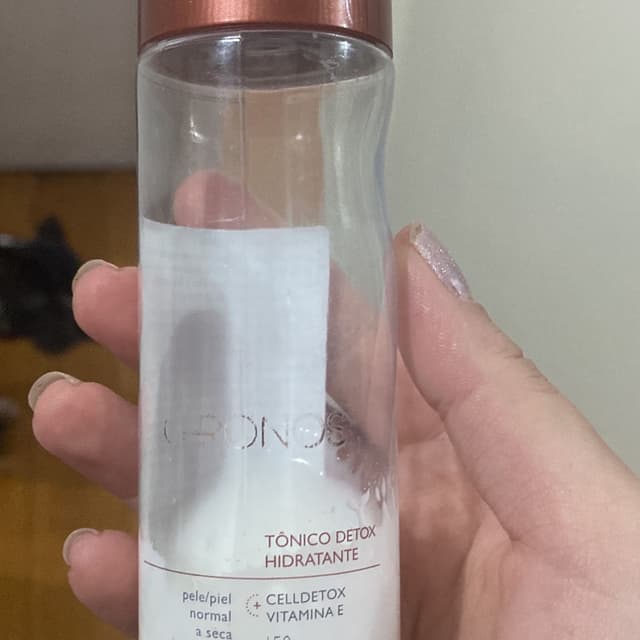 CRONOS
TÔNICO DETOX
HIDRATANTE
pele/piel
normal
a seca
CELLDETOX
VITAMINA E